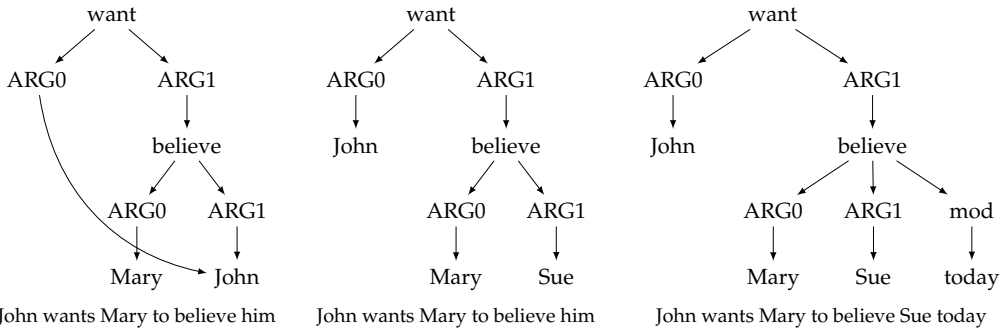 want
want
want
ARG0 ARG1
ARG0 ARG1
ARG0 ARG1
believe
John believe
John believe
ARG0 ARG1
ARG0 ARG1
ARG0 ARG1 mod
Mary John
Mary Sue
Mary Sue today
John wants Mary to believe him
John wants Mary to believe him
John wants Mary to believe Sue today